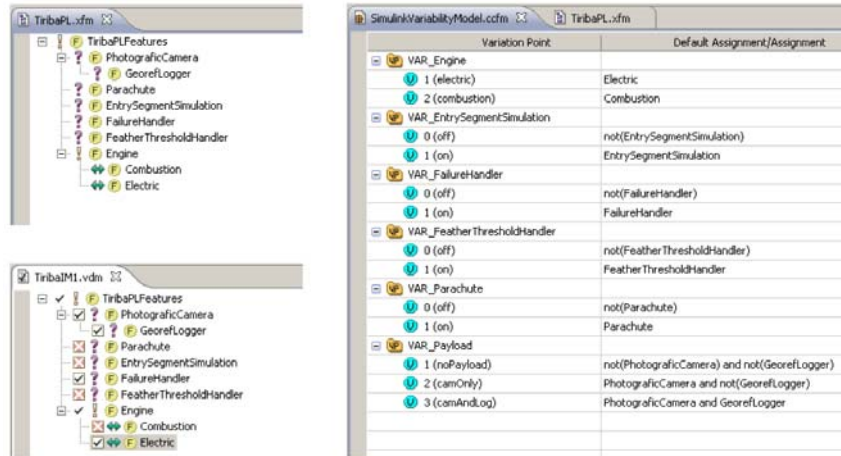 TiribaPL.xfm
TiribaPLFeatures
PhotograficCamera
GeorefLogger
Parachute
EntrySegmentSimulation
FailureHandler
FeatherThresholdHandler
Engine
Combustion
Electric
TiribaIM1.vdm
TiribaPLFeatures
PhotograficCamera
GeorefLogger
Parachute
EntrySegmentSimulation
FailureHandler
FeatherThresholdHandler
Engine
Combustion
Electric
SimulinkVariabilityModel.ccfm TiribaPL.xfm
Variation Point Default Assignment/Assignment
VAR_Engine
1 (electric) Electric
2 (combustion) Combustion
VAR_EntrySegmentSimulation
0 (off) not(EntrySegmentSimulation)
1 (on) EntrySegmentSimulation
VAR_FailureHandler
0 (off) not(FailureHandler)
1 (on) FailureHandler
VAR_FeatherThresholdHandler
0 (off) not(FeatherThresholdHandler)
1 (on) FeatherThresholdHandler
VAR_Parachute
0 (off) not(Parachute)
1 (on) Parachute
VAR_Payload
1 (noPayload) not(PhotograficCamera) and not(GeorefLogger)
2 (camOnly) PhotograficCamera and not(GeorefLogger)
3 (camAndLog) PhotograficCamera and GeorefLogger